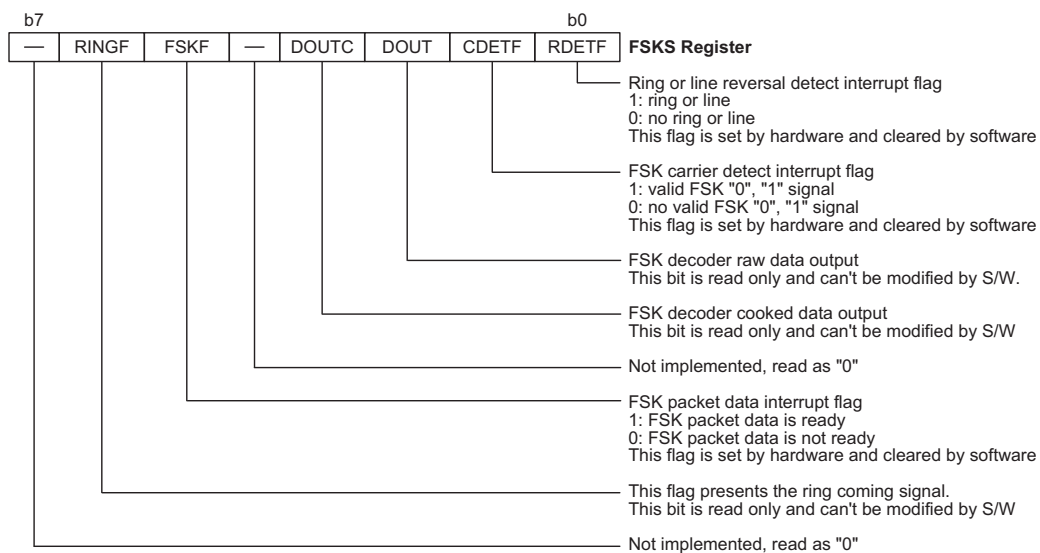 b7 b0
— RINGF FSKF — DOUTC DOUT CDETF RDETF FSKS Register
Ring or line reversal detect interrupt flag
1: ring or line
0: no ring or line
This flag is set by hardware and cleared by software
FSK carrier detect interrupt flag
1: valid FSK "0", "1" signal
0: no valid FSK "0", "1" signal
This flag is set by hardware and cleared by software
FSK decoder raw data output
This bit is read only and can't be modified by S/W.
FSK decoder cooked data output
This bit is read only and can't be modified by S/W
Not implemented, read as "0"
FSK packet data interrupt flag
1: FSK packet data is ready
0: FSK packet data is not ready
This flag is set by hardware and cleared by software
This flag presents the ring coming signal.
This bit is read only and can't be modified by S/W
Not implemented, read as "0"